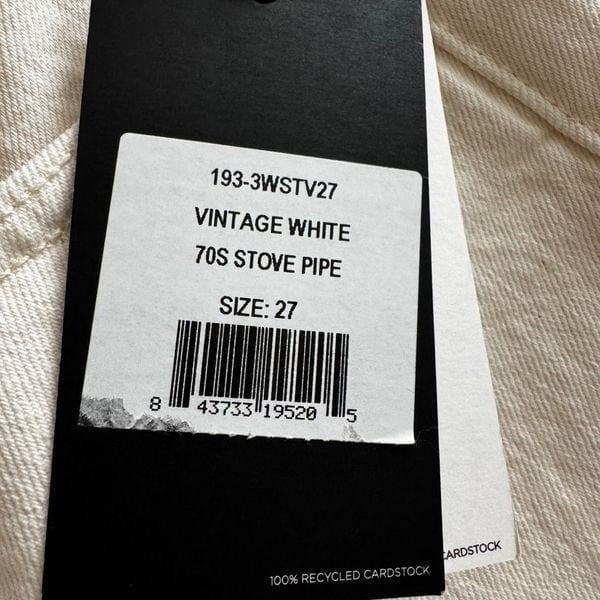 193-3WSTV27
VINTAGE WHITE
70S STOVE PIPE
SIZE: 27
8 43733 19520 5
100% RECYCLED CARDSTOCK
CARDSTOCK